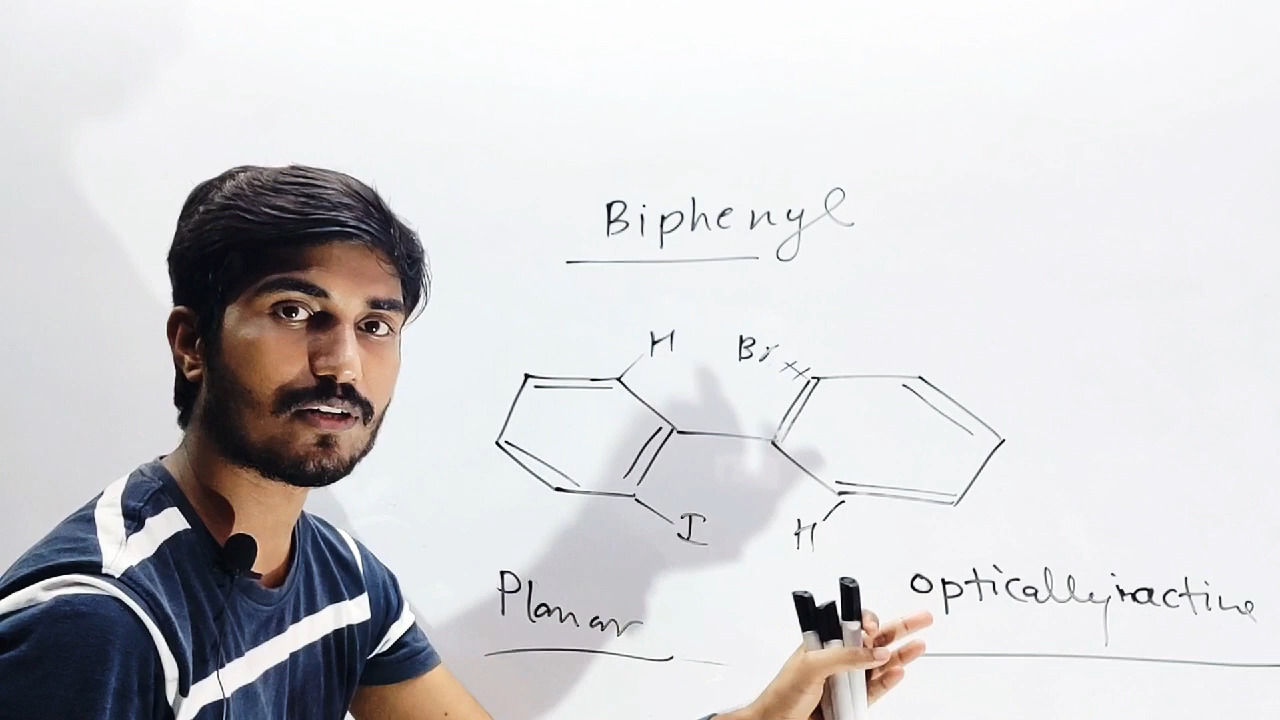 Biphenyl
H Br
I H
Planar
optically inactive